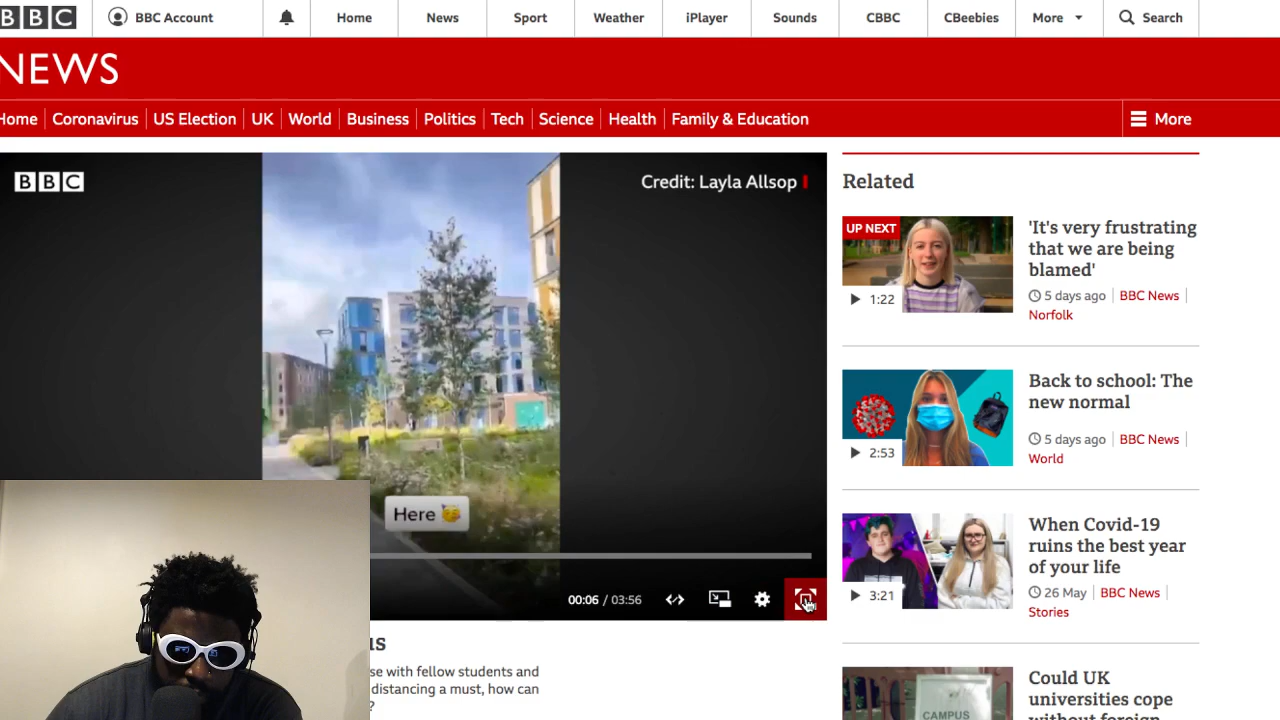 BBC
BBC Account
Home
News
Sport
Weather
iPlayer
Sounds
CBBC
CBeebies
More
Search
NEWS
Home
Coronavirus
US Election
UK
World
Business
Politics
Tech
Science
Health
Family & Education
More
BBC
Credit: Layla Allsop
Here 🥳
00:06 / 03:56
se with fellow students and
distancing a must, how can
?
Related
UP NEXT
1:22
'It's very frustrating
that we are being
blamed'
5 days ago
BBC News
Norfolk
2:53
Back to school: The
new normal
5 days ago
BBC News
World
3:21
When Covid-19
ruins the best year
of your life
26 May
BBC News
Stories
CAMPUS
Could UK
universities cope
without foreign